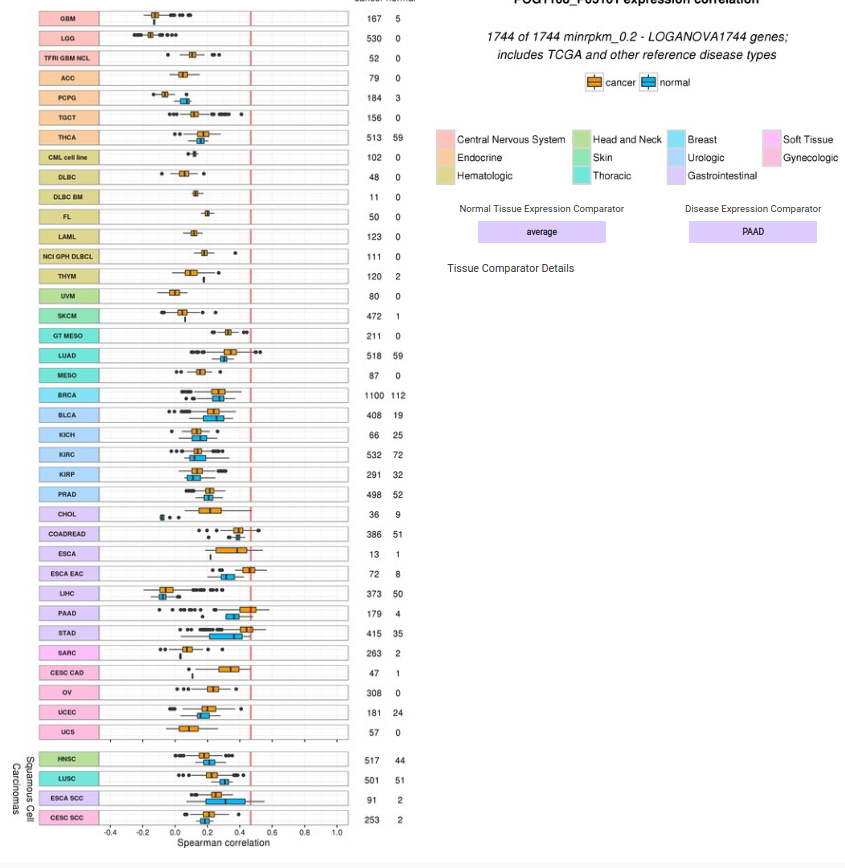 GBM 167 5
LGG 530 0
TFRI GBM NCL 52 0
ACC 79 0
PCPG 184 3
TGCT 156 0
THCA 513 59
CML cell line 102 0
DLBC 48 0
DLBC BM 11 0
FL 50 0
LAML 123 0
NCI GPH DLBCL 111 0
THYM 120 2
UVM 80 0
SKCM 472 1
GT MESO 211 0
LUAD 518 59
MESO 87 0
BRCA 1100 112
BLCA 408 19
KICH 66 25
KIRC 532 72
KIRP 291 32
PRAD 498 52
CHOL 36 9
COADREAD 386 51
ESCA 13 1
ESCA EAC 72 8
LIHC 373 50
PAAD 179 4
STAD 415 35
SARC 263 2
CESC CAD 47 1
OV 308 0
UCEC 181 24
UCS 57 0
Squamous Cell
Carcinomas
HNSC 517 44
LUSC 501 51
ESCA SCC 91 2
CESC SCC 253 2
-0.4 -0.2 0.0 0.2 0.4 0.6 0.8 1.0
Spearman correlation
expression correlation
1744 of 1744 minrpkm_0.2 - LOGANOVA1744 genes;
includes TCGA and other reference disease types
cancer normal
Central Nervous System Head and Neck Breast Soft Tissue
Endocrine Skin Urologic Gynecologic
Hematologic Thoracic Gastrointestinal
Normal Tissue Expression Comparator Disease Expression Comparator
average PAAD
Tissue Comparator Details